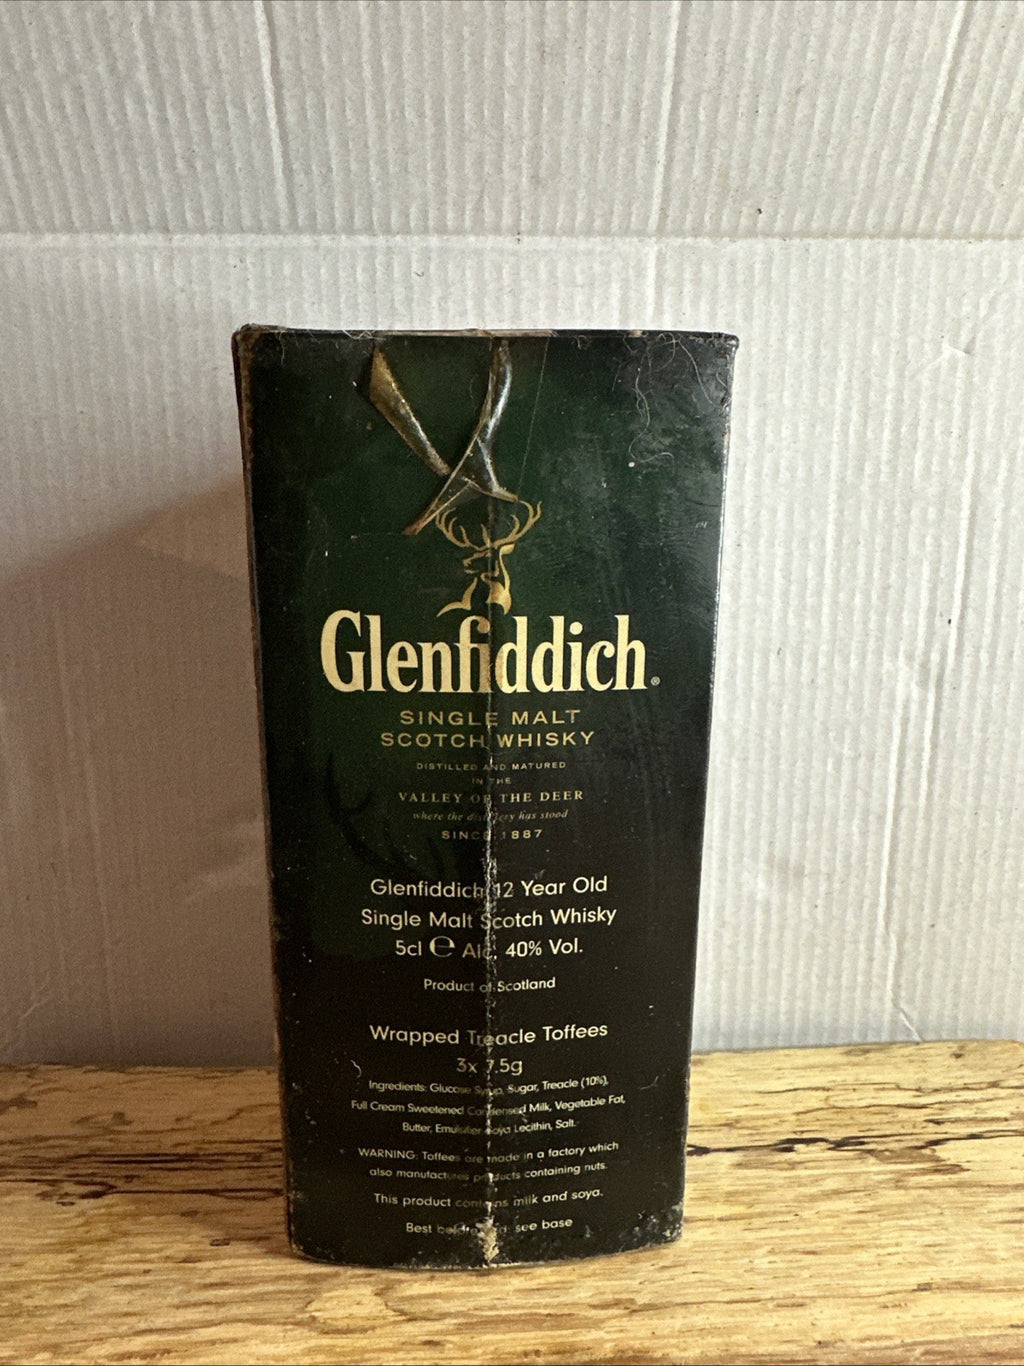 Glenfiddich®
SINGLE MALT
SCOTCH WHISKY
DISTILLED AND MATURED
IN THE
VALLEY OF THE DEER
where the distillery has stood
SINCE 1887
Glenfiddich 12 Year Old
Single Malt Scotch Whisky
5cl ℮ Alc. 40% Vol.
Product of Scotland
Wrapped Treacle Toffees
3x 7.5g
Ingredients: Glucose Syrup, Sugar, Treacle (10%),
Full Cream Sweetened Condensed Milk, Vegetable Fat,
Butter, Emulsifier Soya Lecithin, Salt.
WARNING: Toffees are made in a factory which
also manufactures products containing nuts.
This product contains milk and soya.
Best before end: see base